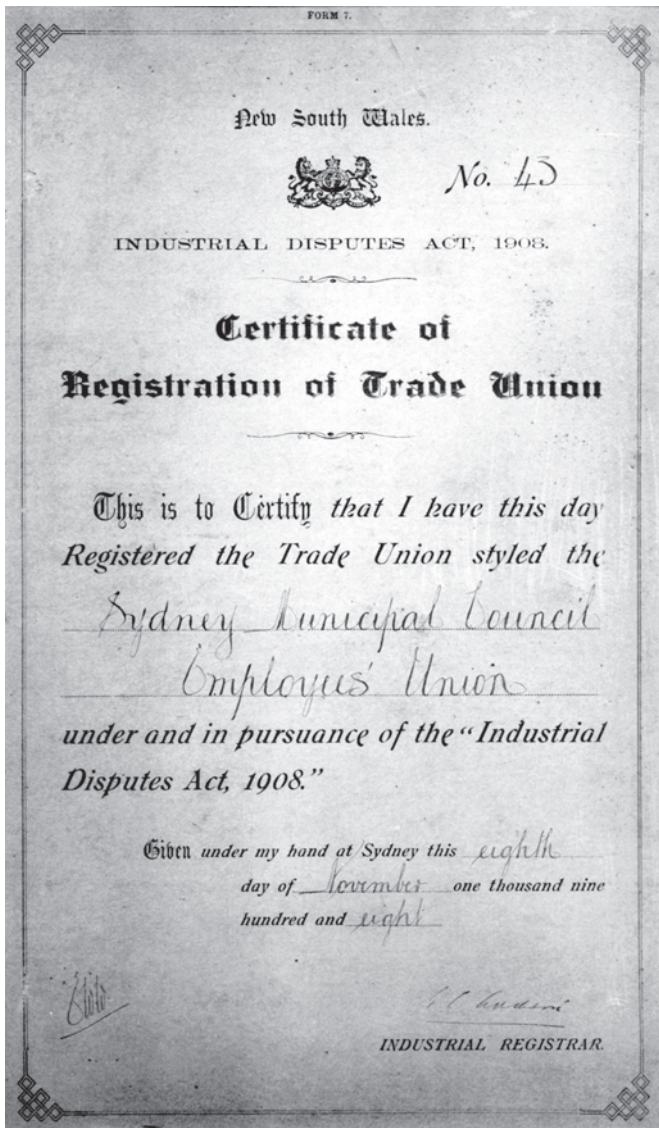 FORM 7.
New South Wales.
No. 43
INDUSTRIAL DISPUTES ACT, 1908.
Certificate of
Registration of Trade Union
This is to Certify that I have this day
Registered the Trade Union styled the
Sydney Municipal Council
Employees' Union
under and in pursuance of the "Industrial
Disputes Act, 1908."
Given under my hand at Sydney this eighth
day of November one thousand nine
hundred and eight
INDUSTRIAL REGISTRAR.